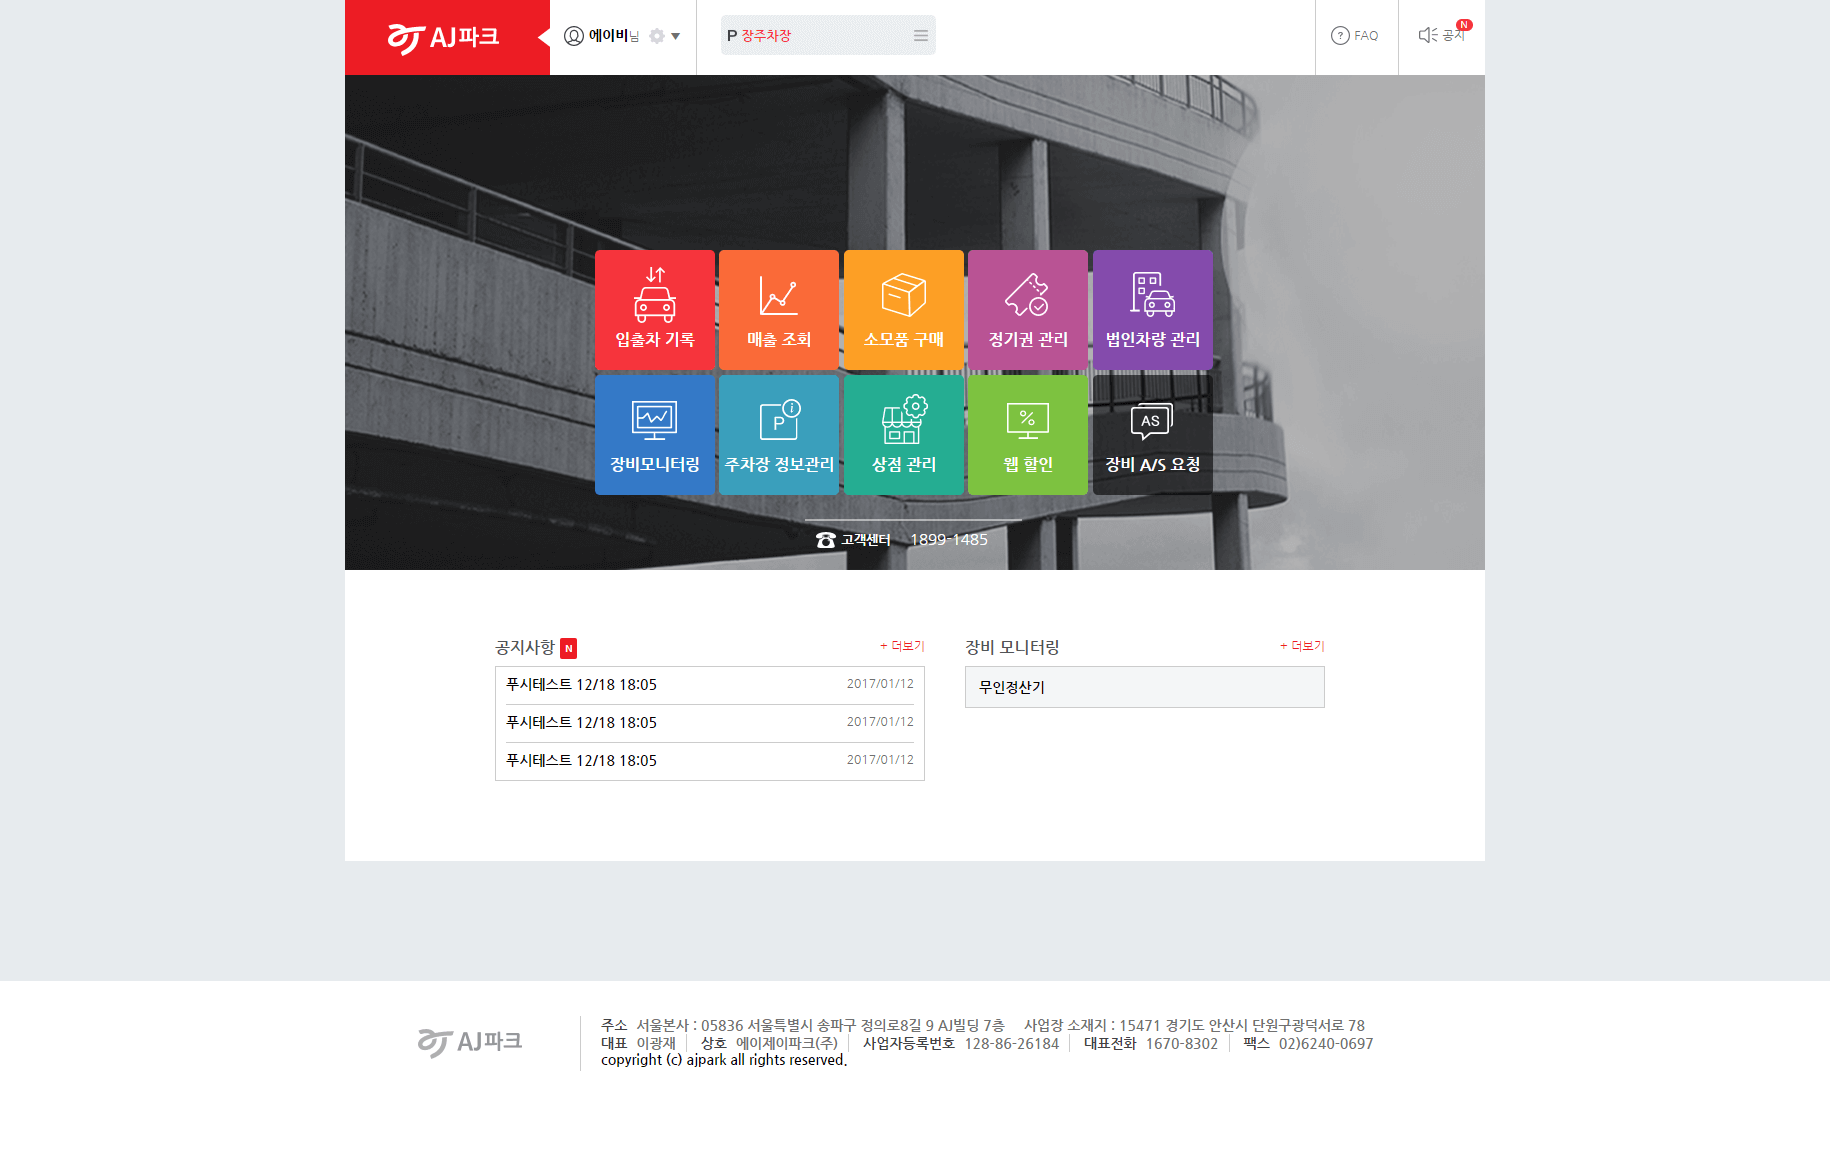 AJ파크
에이비님
P 장주차장
? FAQ
공지 N
입출차 기록
매출 조회
소모품 구매
정기권 관리
법인차량 관리
장비모니터링
P i
주차장 정보관리
상점 관리
%
웹 할인
AS
장비 A/S 요청
고객센터 1899-1485
공지사항 N
+ 더보기
푸시테스트 12/18 18:05 2017/01/12
푸시테스트 12/18 18:05 2017/01/12
푸시테스트 12/18 18:05 2017/01/12
장비 모니터링
+ 더보기
무인정산기
AJ파크
주소 서울본사 : 05836 서울특별시 송파구 정의로8길 9 AJ빌딩 7층 사업장 소재지 : 15471 경기도 안산시 단원구광덕서로 78
대표 이광재 상호 에이제이파크(주) 사업자등록번호 128-86-26184 대표전화 1670-8302 팩스 02)6240-0697
copyright (c) ajpark all rights reserved.